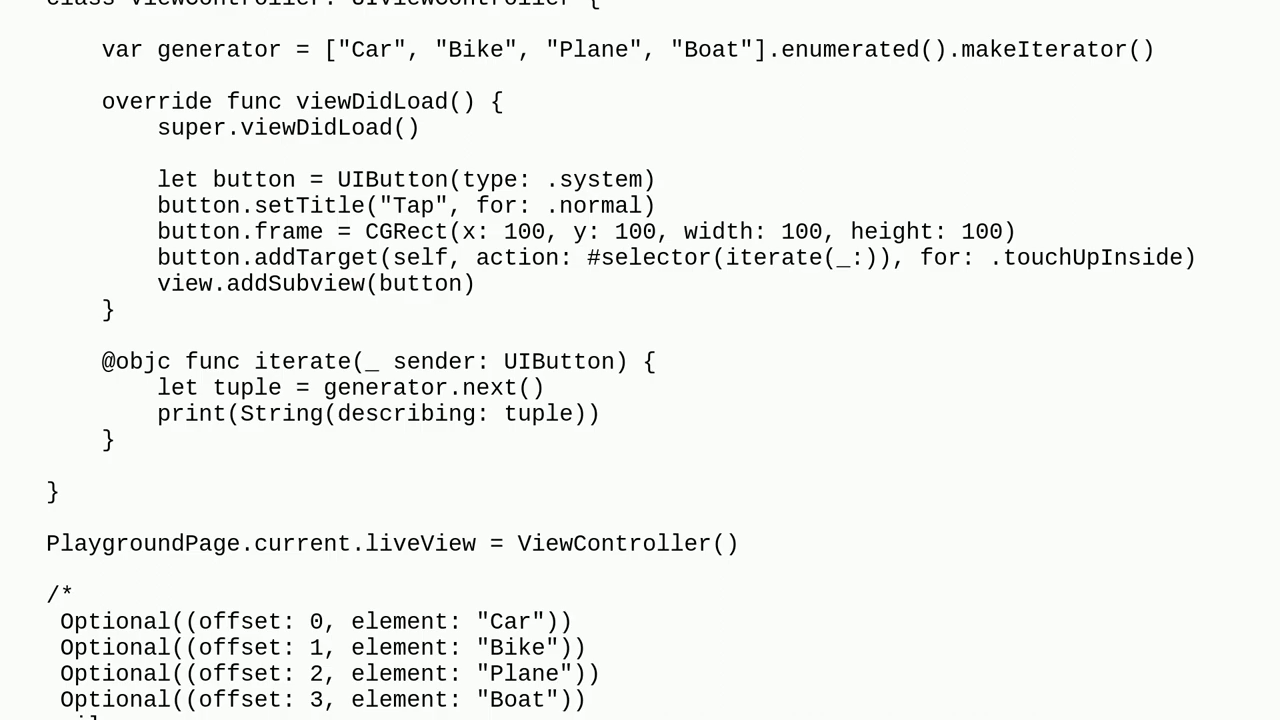 class ViewController: UIViewController {
var generator = ["Car", "Bike", "Plane", "Boat"].enumerated().makeIterator()
override func viewDidLoad() {
super.viewDidLoad()
let button = UIButton(type: .system)
button.setTitle("Tap", for: .normal)
button.frame = CGRect(x: 100, y: 100, width: 100, height: 100)
button.addTarget(self, action: #selector(iterate(_:)), for: .touchUpInside)
view.addSubview(button)
}
@objc func iterate(_ sender: UIButton) {
let tuple = generator.next()
print(String(describing: tuple))
}
}
PlaygroundPage.current.liveView = ViewController()
/*
Optional((offset: 0, element: "Car"))
Optional((offset: 1, element: "Bike"))
Optional((offset: 2, element: "Plane"))
Optional((offset: 3, element: "Boat"))